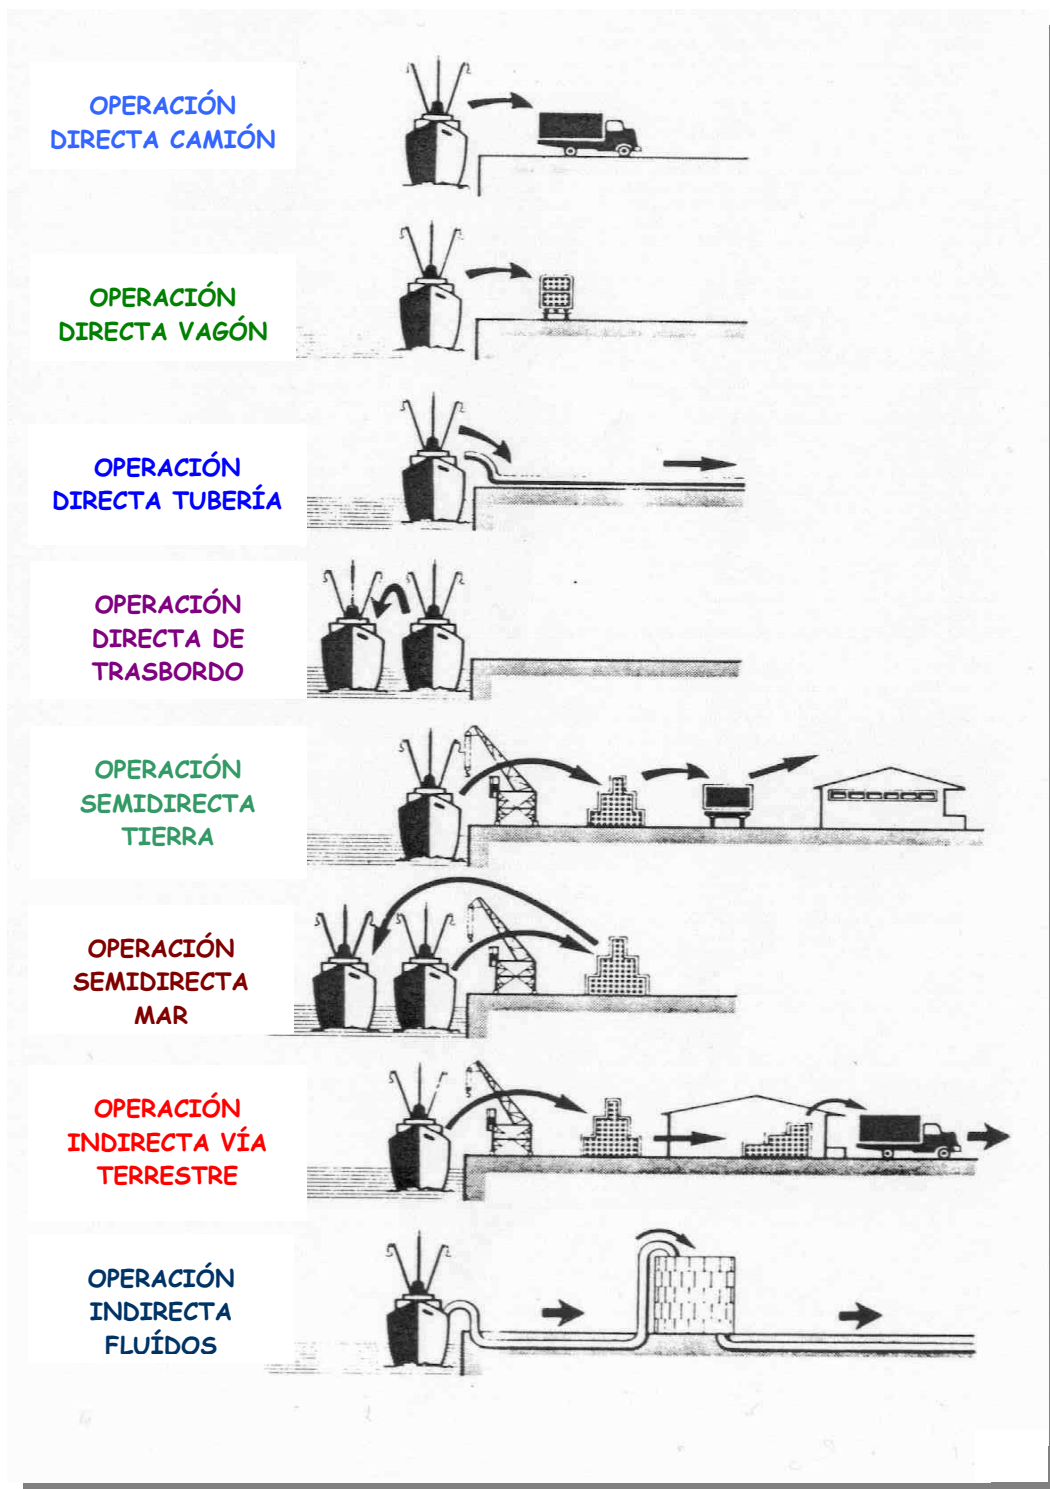 OPERACIÓN
DIRECTA CAMIÓN
OPERACIÓN
DIRECTA VAGÓN
OPERACIÓN
DIRECTA TUBERÍA
OPERACIÓN
DIRECTA DE
TRASBORDO
OPERACIÓN
SEMIDIRECTA
TIERRA
OPERACIÓN
SEMIDIRECTA
MAR
OPERACIÓN
INDIRECTA VÍA
TERRESTRE
OPERACIÓN
INDIRECTA
FLUÍDOS